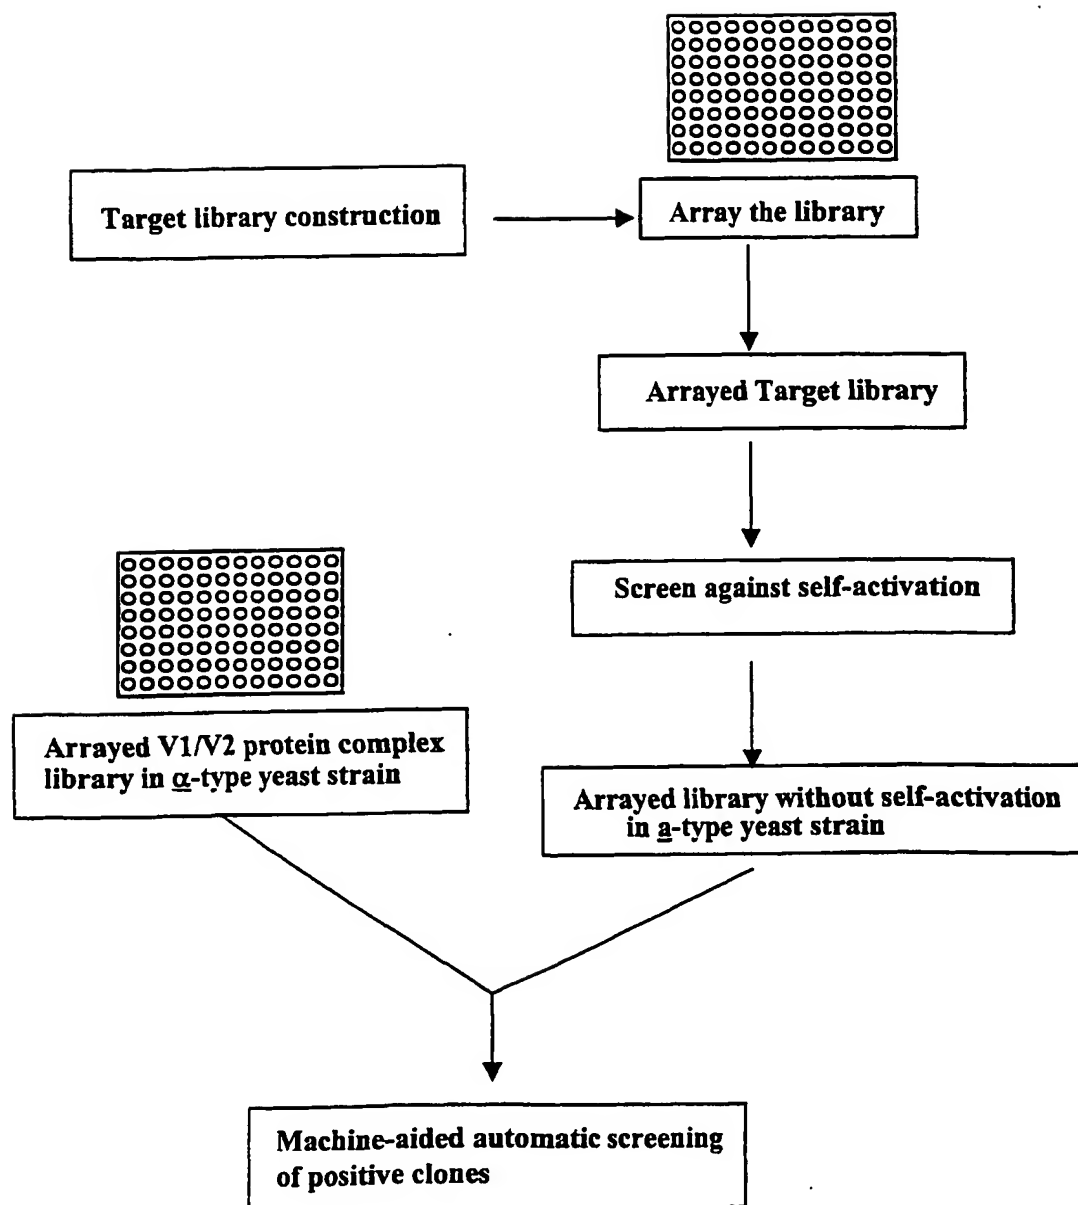 Target library construction
Array the library
Arrayed Target library
Screen against self-activation
Arrayed V1/V2 protein complex
library in α-type yeast strain
Arrayed library without self-activation
in a-type yeast strain
Machine-aided automatic screening
of positive clones